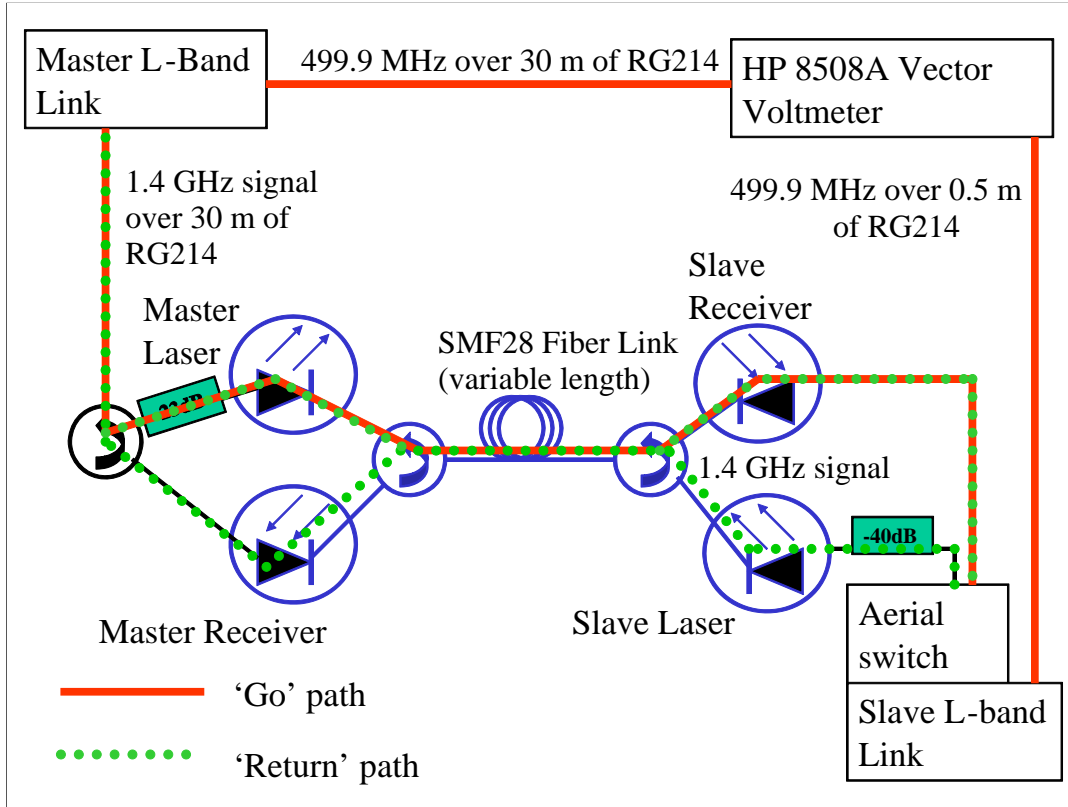 Master L-Band
Link
499.9 MHz over 30 m of RG214
HP 8508A Vector
Voltmeter
1.4 GHz signal
over 30 m of
RG214
499.9 MHz over 0.5 m
of RG214
Master
Laser
Slave
Receiver
SMF28 Fiber Link
(variable length)
1.4 GHz signal
-40dB
Master Receiver
Slave Laser
Aerial
switch
Slave L-band
Link
‘Go’ path
‘Return’ path